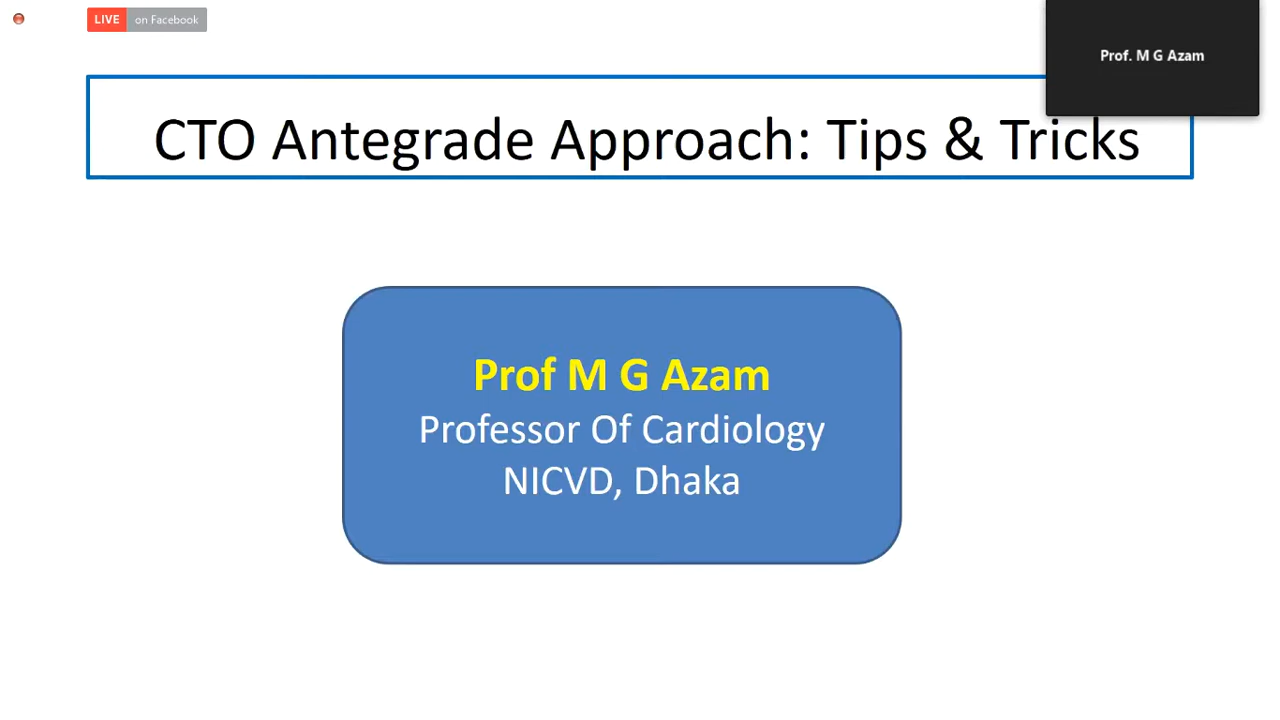 LIVE on Facebook
Prof. M G Azam
CTO Antegrade Approach: Tips & Tricks
Prof M G Azam
Professor Of Cardiology
NICVD, Dhaka